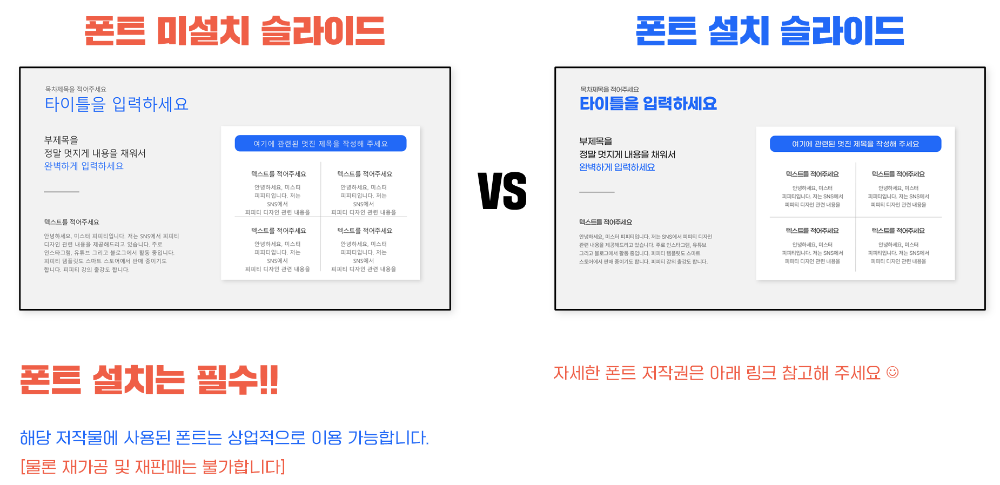 폰트 미설치 슬라이드
목차제목을 적어주세요
타이틀을 입력하세요
부제목을
정말 멋지게 내용을 채워서
완벽하게 입력하세요
텍스트를 적어주세요
안녕하세요, 미스터 피피티입니다. 저는 SNS에서 피피티
디자인 관련 내용을 제공해드리고 있습니다. 주로
인스타그램, 유튜브 그리고 블로그에서 활동 중입니다.
피피티 템플릿도 스마트 스토어에서 판매 중이기도
합니다. 피피티 강의 출강도 합니다.
여기에 관련된 멋진 제목을 작성해 주세요
텍스트를 적어주세요
안녕하세요, 미스터
피피티입니다. 저는
SNS에서
피피티 디자인 관련 내용을
텍스트를 적어주세요
안녕하세요, 미스터
피피티입니다. 저는
SNS에서
피피티 디자인 관련 내용을
텍스트를 적어주세요
안녕하세요, 미스터
피피티입니다. 저는
SNS에서
피피티 디자인 관련 내용을
텍스트를 적어주세요
안녕하세요, 미스터
피피티입니다. 저는
SNS에서
피피티 디자인 관련 내용을
VS
폰트 설치 슬라이드
목차제목을 적어주세요
타이틀을 입력하세요
부제목을
정말 멋지게 내용을 채워서
완벽하게 입력하세요
텍스트를 적어주세요
안녕하세요, 미스터 피피티입니다. 저는 SNS에서 피피티 디자인
관련 내용을 제공해드리고 있습니다. 주로 인스타그램, 유튜브
그리고 블로그에서 활동 중입니다. 피피티 템플릿도 스마트
스토어에서 판매 중이기도 합니다. 피피티 강의 출강도 합니다.
여기에 관련된 멋진 제목을 작성해 주세요
텍스트를 적어주세요
안녕하세요, 미스터
피피티입니다. 저는 SNS에서
피피티 디자인 관련 내용을
텍스트를 적어주세요
안녕하세요, 미스터
피피티입니다. 저는 SNS에서
피피티 디자인 관련 내용을
텍스트를 적어주세요
안녕하세요, 미스터
피피티입니다. 저는 SNS에서
피피티 디자인 관련 내용을
텍스트를 적어주세요
안녕하세요, 미스터
피피티입니다. 저는 SNS에서
피피티 디자인 관련 내용을
폰트 설치는 필수!!
해당 저작물에 사용된 폰트는 상업적으로 이용 가능합니다.
[물론 재가공 및 재판매는 불가합니다]
자세한 폰트 저작권은 아래 링크 참고해 주세요 ☺